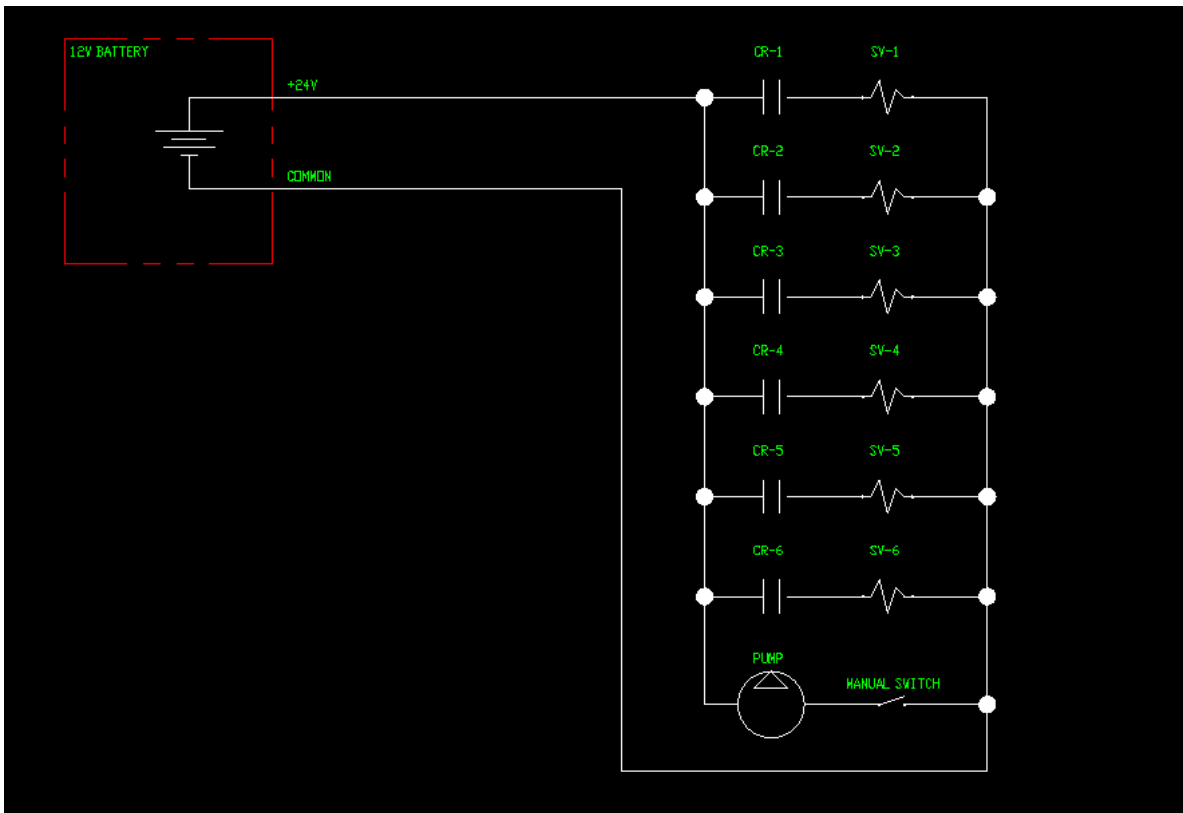 12V BATTERY
+24V
COMMON
CR-1
SV-1
CR-2
SV-2
CR-3
SV-3
CR-4
SV-4
CR-5
SV-5
CR-6
SV-6
PUMP
MANUAL SWITCH